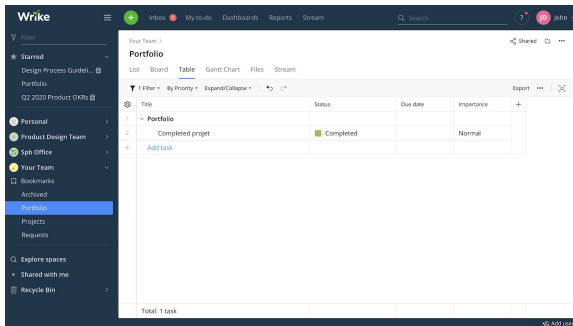 Wrike
Inbox
My to-do
Dashboards
Reports
Stream
Search
?
JD
John
Filter
Starred
Design Process Guideli...
Portfolio
Q2 2020 Product OKRs
Personal
Product Design Team
Spb Office
Your Team
Bookmarks
Archived
Portfolio
Projects
Requests
Explore spaces
Shared with me
Recycle Bin
Your Team >
Shared
Portfolio
List Board Table Gantt Chart Files Stream
1 Filter By Priority Expand/Collapse
Export
Title Status Due date Importance +
1 Portfolio
2 Completed projet Completed Normal
+ Add task
Total: 1 task
Add user